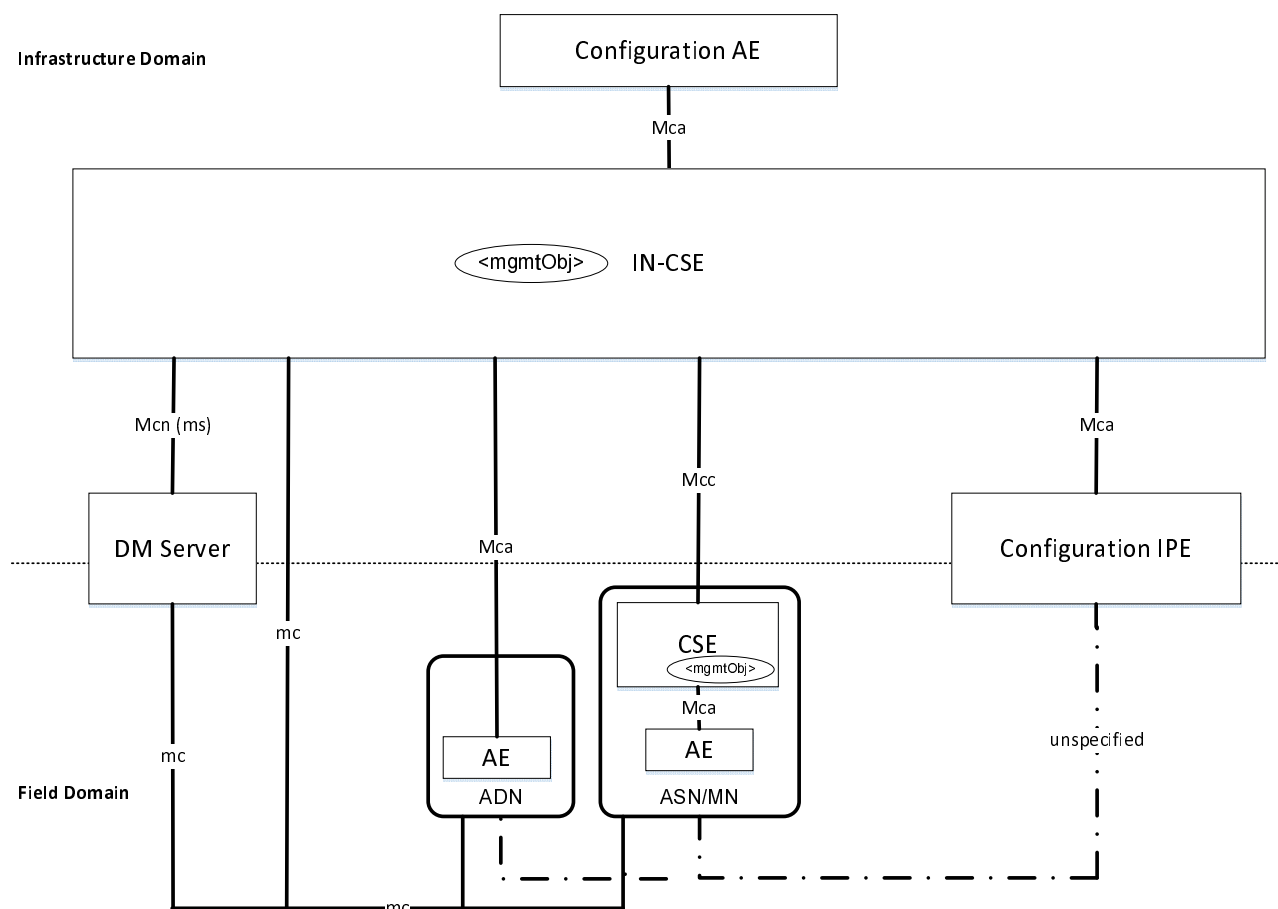 Configuration AE
Infrastructure Domain
Mca
<mgmtObj>
IN-CSE
Mcn (ms)
Mca
Mcc
DM Server
Mca
Configuration IPE
mc
CSE
<mgmtObj>
Mca
unspecified
AE
mc
AE
Field Domain
ADN
ASN/MN
mc